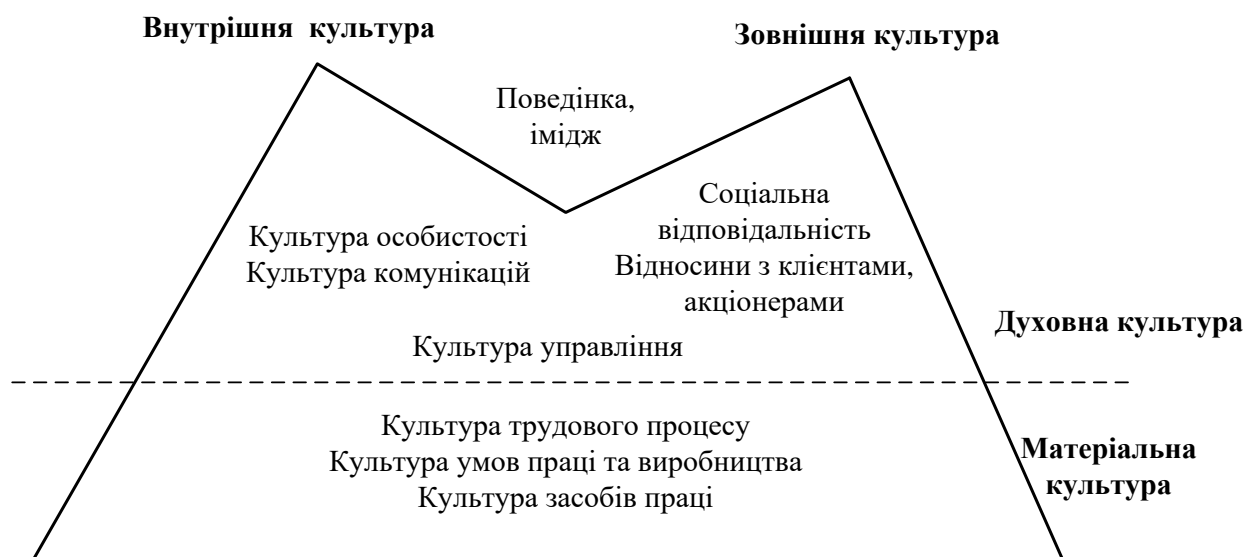 Внутрішня культура
Зовнішня культура
Поведінка,
імідж
Культура особистості
Культура комунікацій
Соціальна
відповідальність
Відносини з клієнтами,
акціонерами
Духовна культура
Культура управління
Культура трудового процесу
Культура умов праці та виробництва
Культура засобів праці
Матеріальна
культура